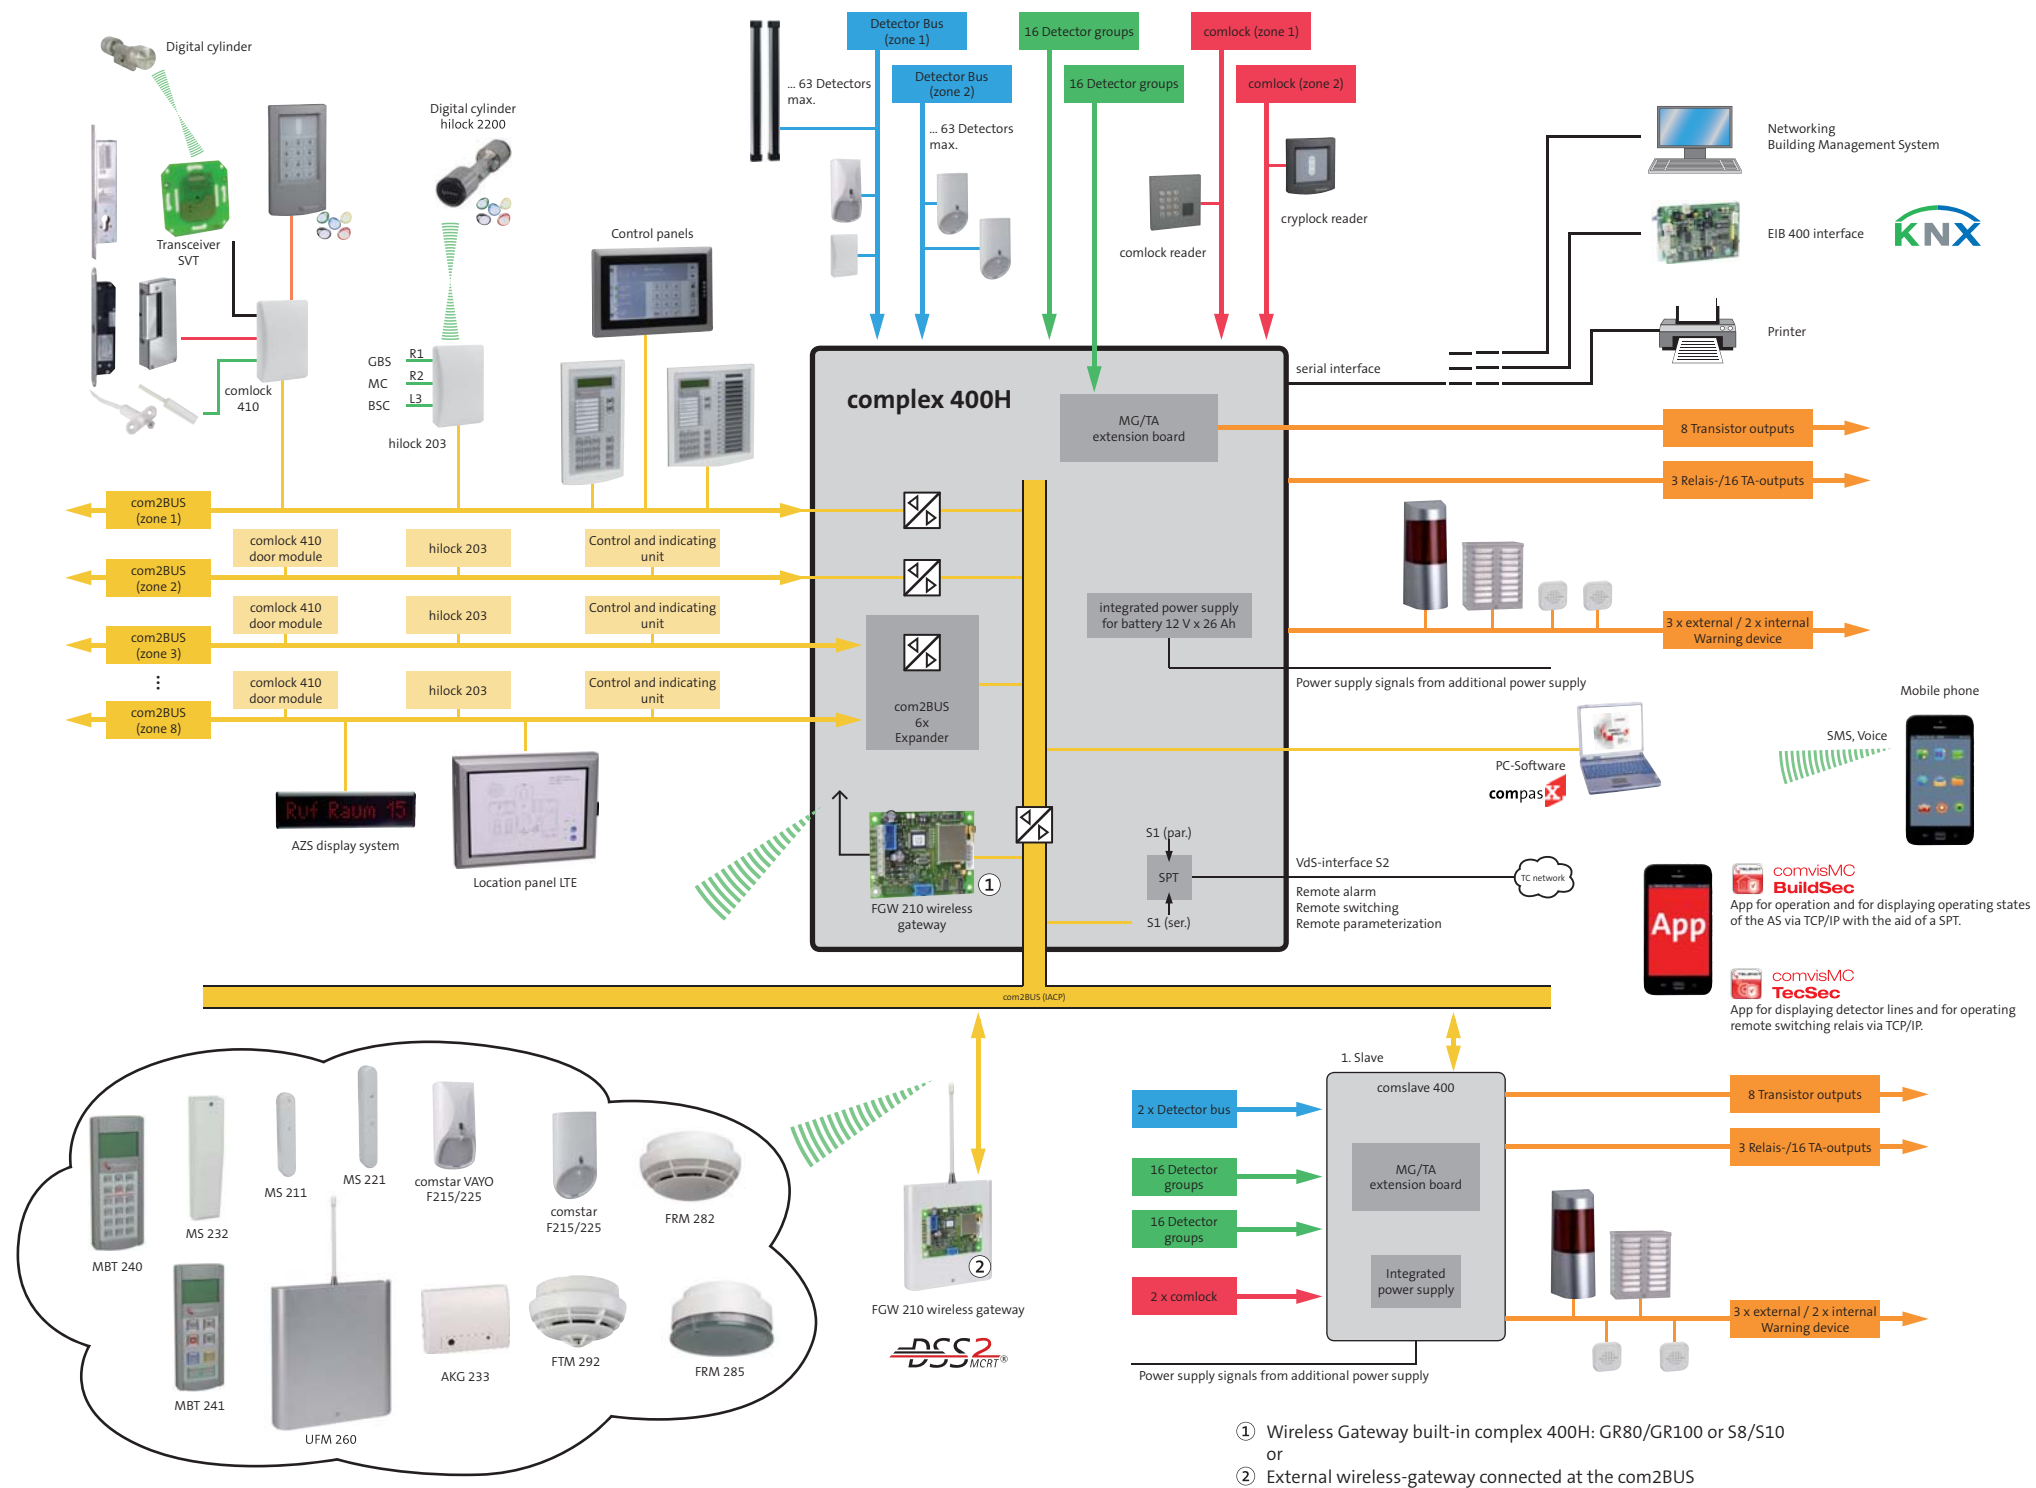 Digital cylinder
Transceiver
SVT
comlock
410
Digital cylinder
hilock 2200
GBS
R1
MC
R2
BSC
L3
hilock 203
Control panels
Detector Bus
(zone 1)
... 63 Detectors
max.
Detector Bus
(zone 2)
... 63 Detectors
max.
16 Detector groups
16 Detector groups
comlock (zone 1)
comlock (zone 2)
comlock reader
cryplock reader
Networking
Building Management System
EIB 400 interface
KNX
Printer
serial interface
complex 400H
MG/TA
extension board
8 Transistor outputs
3 Relais-/16 TA-outputs
com2BUS
(zone 1)
comlock 410
door module
hilock 203
Control and indicating
unit
com2BUS
(zone 2)
comlock 410
door module
hilock 203
Control and indicating
unit
com2BUS
(zone 3)
comlock 410
door module
hilock 203
Control and indicating
unit
com2BUS
(zone 8)
com2BUS
6x
Expander
integrated power supply
for battery 12 V x 26 Ah
3 x external / 2 x internal
Warning device
Power supply signals from additional power supply
Ruf Raum 15
AZS display system
Location panel LTE
PC-Software
compasX
Mobile phone
SMS, Voice
FGW 210 wireless
gateway
1
S1 (par.)
SPT
S1 (ser.)
VdS-interface S2
Remote alarm
Remote switching
Remote parameterization
TC network
App
comvisMC
BuildSec
App for operation and for displaying operating states
of the AS via TCP/IP with the aid of a SPT.
comvisMC
TecSec
App for displaying detector lines and for operating
remote switching relais via TCP/IP.
com2BUS (IACP)
MBT 240
MS 232
MS 211
MS 221
comstar VAYO
F215/225
comstar
F215/225
FRM 282
MBT 241
UFM 260
AKG 233
FTM 292
FRM 285
2
FGW 210 wireless gateway
DSS2
MCRT®
1. Slave
comslave 400
2 x Detector bus
16 Detector
groups
16 Detector
groups
2 x comlock
MG/TA
extension board
Integrated
power supply
8 Transistor outputs
3 Relais-/16 TA-outputs
3 x external / 2 x internal
Warning device
Power supply signals from additional power supply
① Wireless Gateway built-in complex 400H: GR80/GR100 or S8/S10
or
② External wireless-gateway connected at the com2BUS